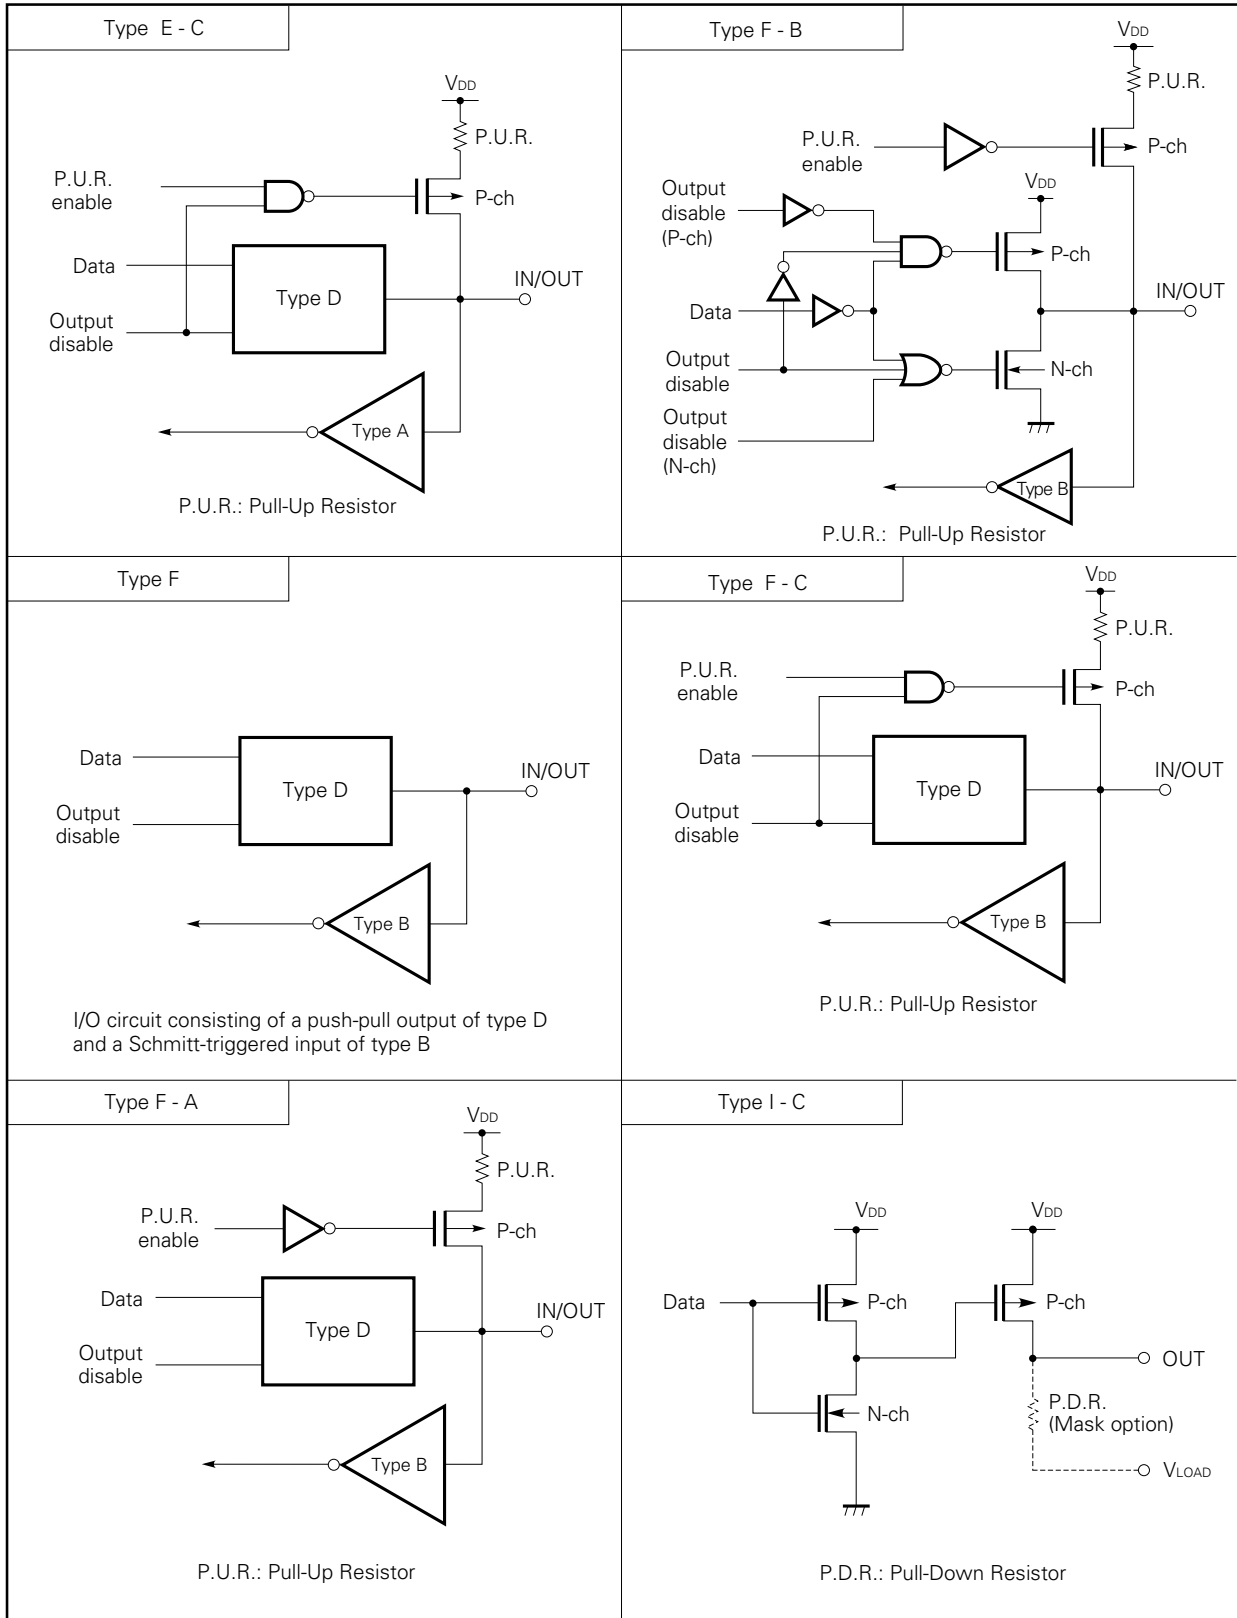 Type E - C
VDD
P.U.R.
P.U.R.
enable
P-ch
Data
Type D
IN/OUT
Output
disable
Type A
P.U.R.: Pull-Up Resistor
Type F - B
VDD
P.U.R.
P.U.R.
enable
P-ch
Output
disable
(P-ch)
VDD
P-ch
IN/OUT
Data
Output
disable
N-ch
Output
disable
(N-ch)
Type B
P.U.R.: Pull-Up Resistor
Type F
Data
Type D
IN/OUT
Output
disable
Type B
I/O circuit consisting of a push-pull output of type D
and a Schmitt-triggered input of type B
Type F - C
VDD
P.U.R.
P.U.R.
enable
P-ch
Data
Type D
IN/OUT
Output
disable
Type B
P.U.R.: Pull-Up Resistor
Type F - A
VDD
P.U.R.
P.U.R.
enable
P-ch
Data
Type D
IN/OUT
Output
disable
Type B
P.U.R.: Pull-Up Resistor
Type I - C
VDD
VDD
Data
P-ch
P-ch
OUT
N-ch
P.D.R.
(Mask option)
VLOAD
P.D.R.: Pull-Down Resistor